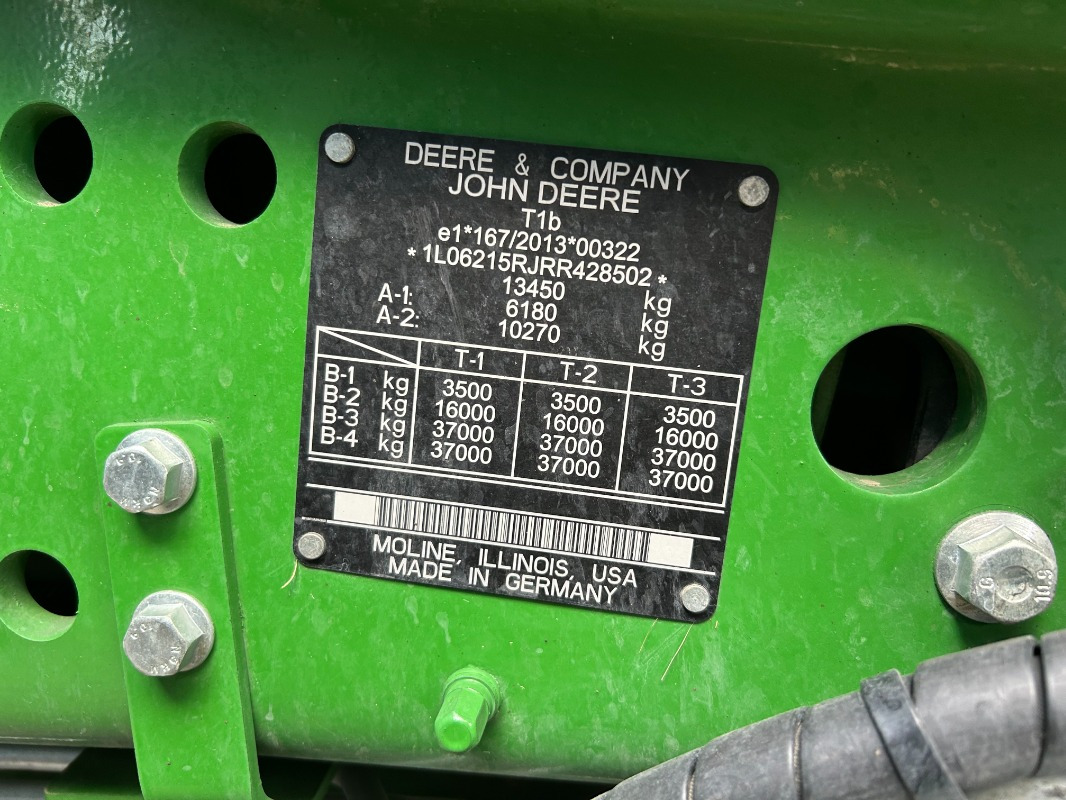 DEERE & COMPANY
JOHN DEERE
T1b
e1*167/2013*00322
*1L06215RJRR428502*
13450 kg
A-1: 6180 kg
A-2: 10270 kg
T-1 T-2 T-3
B-1 kg 3500 3500 3500
B-2 kg 16000 16000 16000
B-3 kg 37000 37000 37000
B-4 kg 37000 37000 37000
MOLINE, ILLINOIS, USA
MADE IN GERMANY
10.9